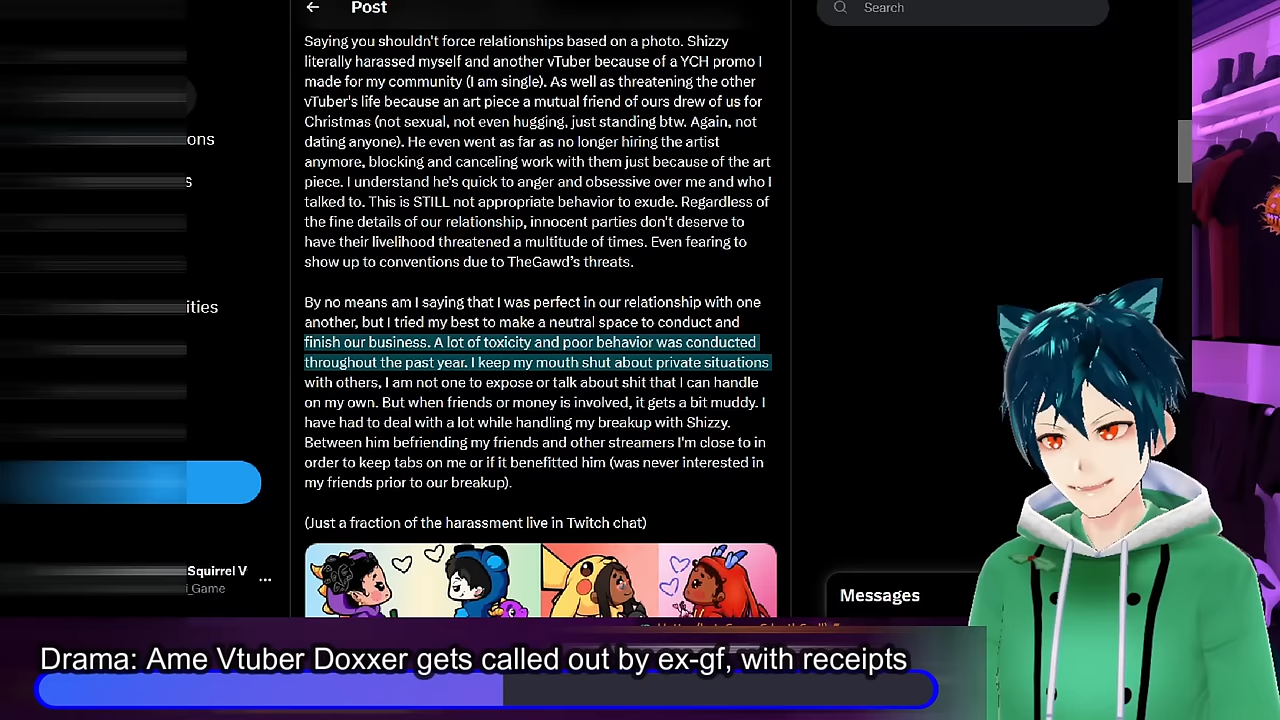 Post
Search
Saying you shouldn't force relationships based on a photo. Shizzy
literally harassed myself and another vTuber because of a YCH promo I
made for my community (I am single). As well as threatening the other
vTuber's life because an art piece a mutual friend of ours drew of us for
Christmas (not sexual, not even hugging, just standing btw. Again, not
dating anyone). He even went as far as no longer hiring the artist
anymore, blocking and canceling work with them just because of the art
piece. I understand he's quick to anger and obsessive over me and who I
talked to. This is STILL not appropriate behavior to exude. Regardless of
the fine details of our relationship, innocent parties don't deserve to
have their livelihood threatened a multitude of times. Even fearing to
show up to conventions due to TheGawd's threats.
By no means am I saying that I was perfect in our relationship with one
another, but I tried my best to make a neutral space to conduct and
finish our business. A lot of toxicity and poor behavior was conducted
throughout the past year. I keep my mouth shut about private situations
with others, I am not one to expose or talk about shit that I can handle
on my own. But when friends or money is involved, it gets a bit muddy. I
have had to deal with a lot while handling my breakup with Shizzy.
Between him befriending my friends and other streamers I'm close to in
order to keep tabs on me or if it benefitted him (was never interested in
my friends prior to our breakup).
(Just a fraction of the harassment live in Twitch chat)
ons
s
ities
Squirrel V
i_Game
...
Messages
Drama: Ame Vtuber Doxxer gets called out by ex-gf, with receipts